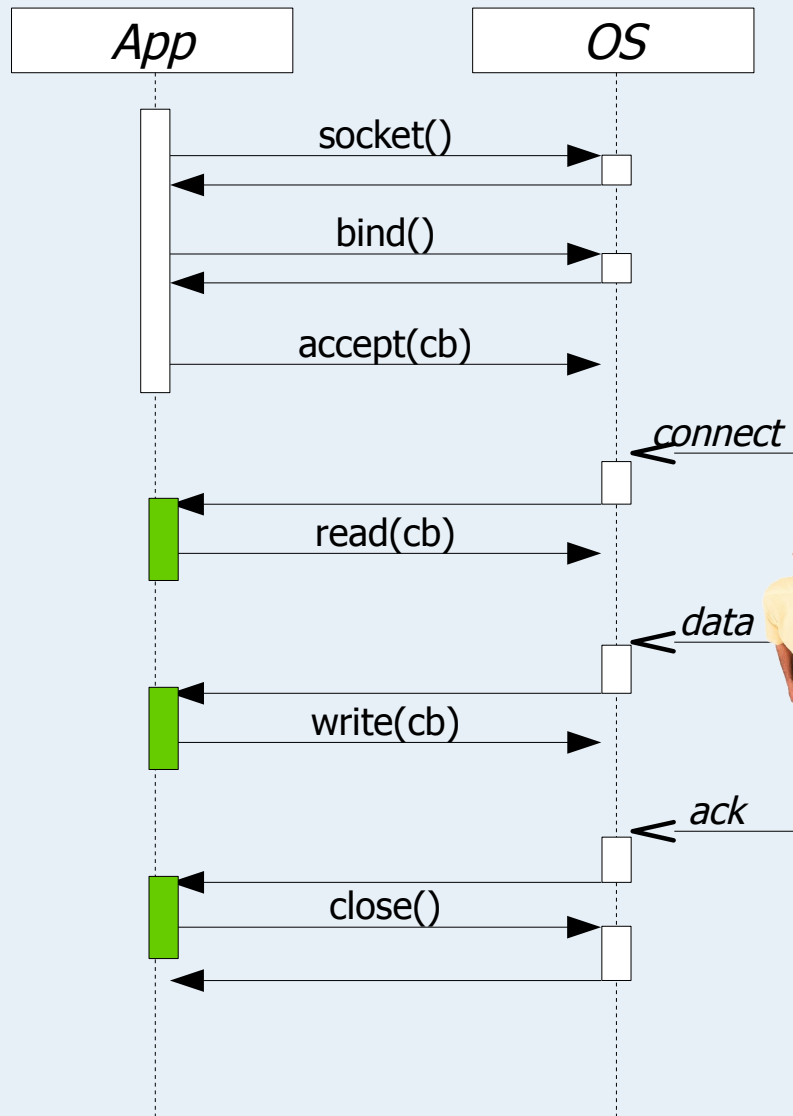 App
OS
socket()
bind()
accept(cb)
connect
read(cb)
data
write(cb)
ack
close()